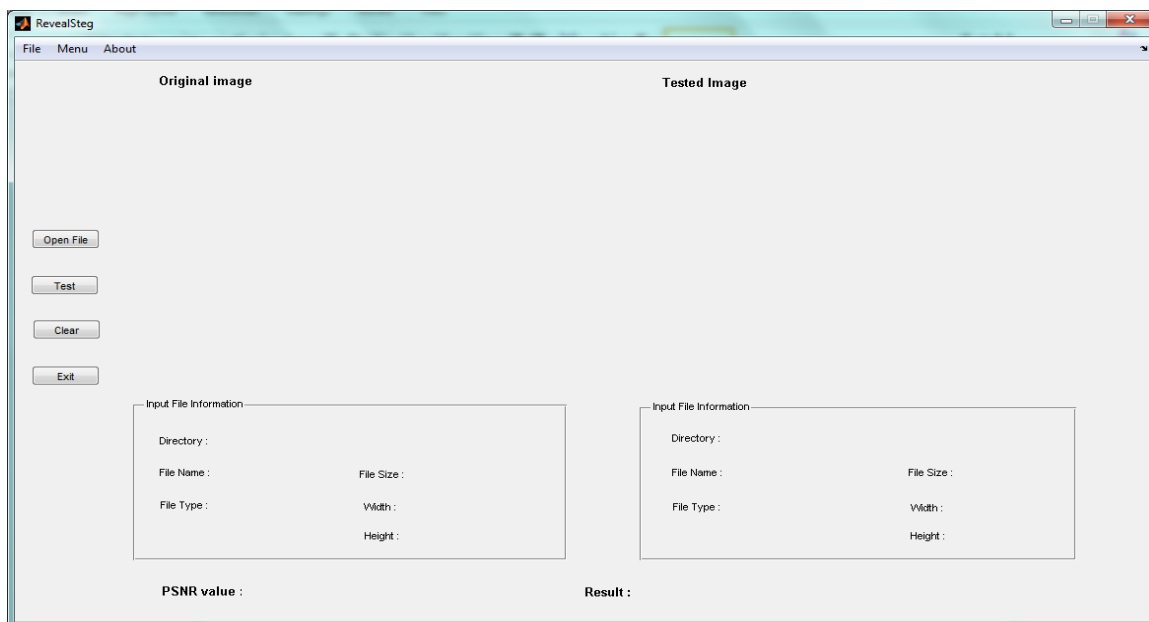 RevealSteg
File Menu About
Original image
Tested Image
Open File
Test
Clear
Exit
Input File Information
Directory :
File Name :
File Size :
File Type :
Width :
Height :
Input File Information
Directory :
File Name :
File Size :
File Type :
Width :
Height :
PSNR value :
Result :